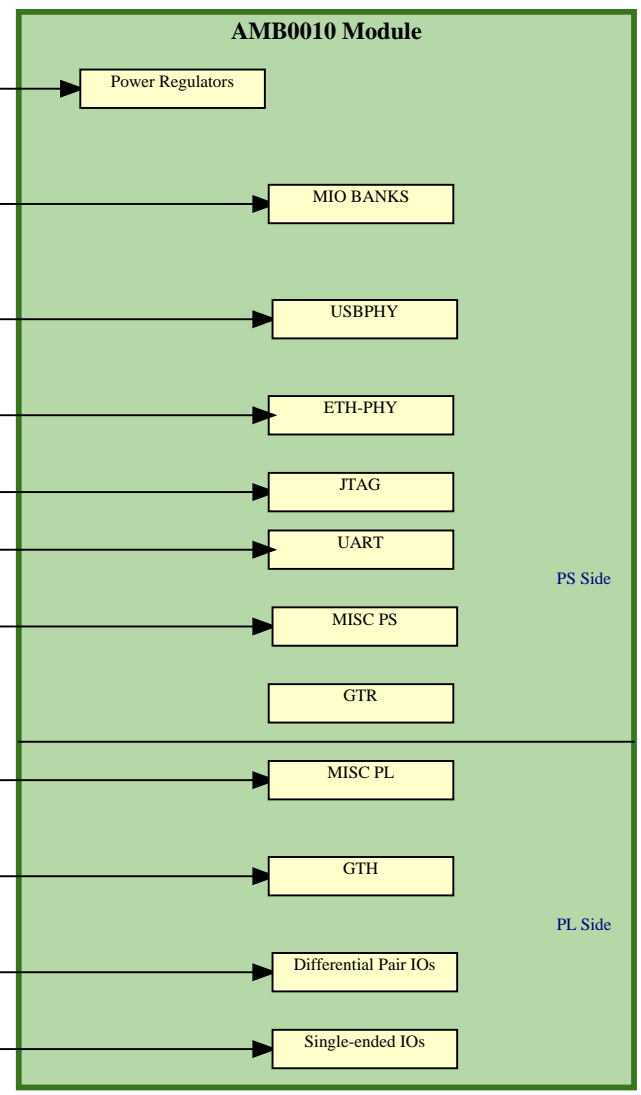 AMB0010 Module
Power Regulators
MIO BANKS
USBPHY
ETH-PHY
JTAG
UART
PS Side
MISC PS
GTR
MISC PL
GTH
PL Side
Differential Pair IOs
Single-ended IOs